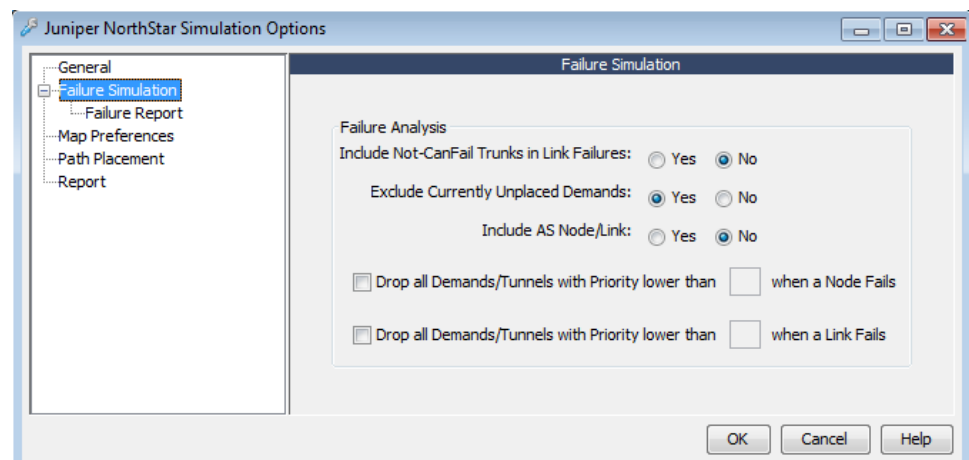 Juniper NorthStar Simulation Options
General
Failure Simulation
Failure Report
Map Preferences
Path Placement
Report
Failure Simulation
Failure Analysis
Include Not-CanFail Trunks in Link Failures: Yes No
Exclude Currently Unplaced Demands: Yes No
Include AS Node/Link: Yes No
Drop all Demands/Tunnels with Priority lower than when a Node Fails
Drop all Demands/Tunnels with Priority lower than when a Link Fails
OK Cancel Help